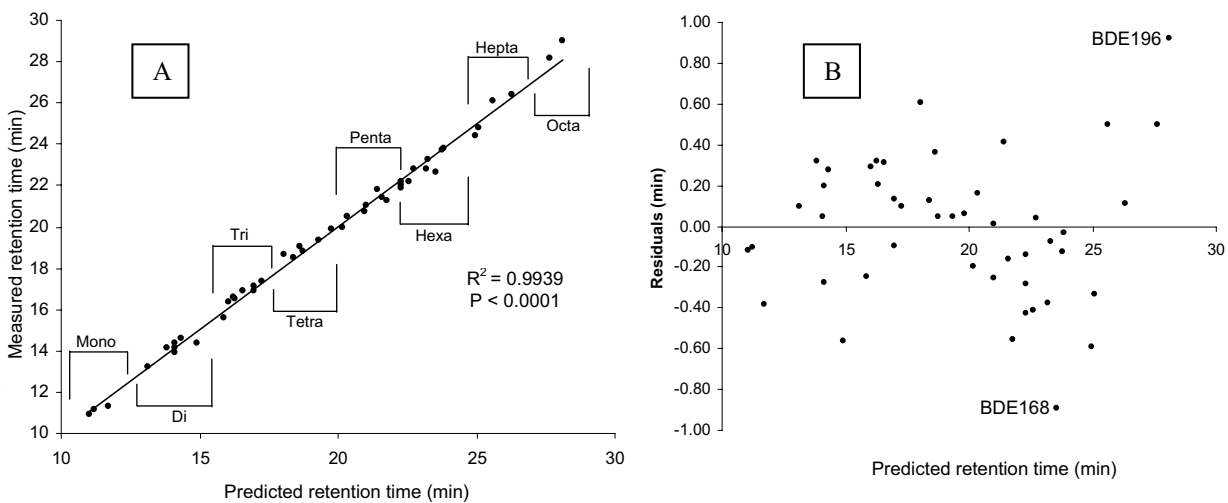 A
Measured retention time (min)
30
28
26
24
22
20
18
16
14
12
10
Hepta
Octa
Penta
Hexa
Tri
Tetra
Mono
Di
R² = 0.9939
P < 0.0001
10 15 20 25 30
Predicted retention time (min)
B
Residuals (min)
1.00
0.80
0.60
0.40
0.20
0.00
-0.20
-0.40
-0.60
-0.80
-1.00
BDE196
10 15 20 25 30
BDE168
Predicted retention time (min)